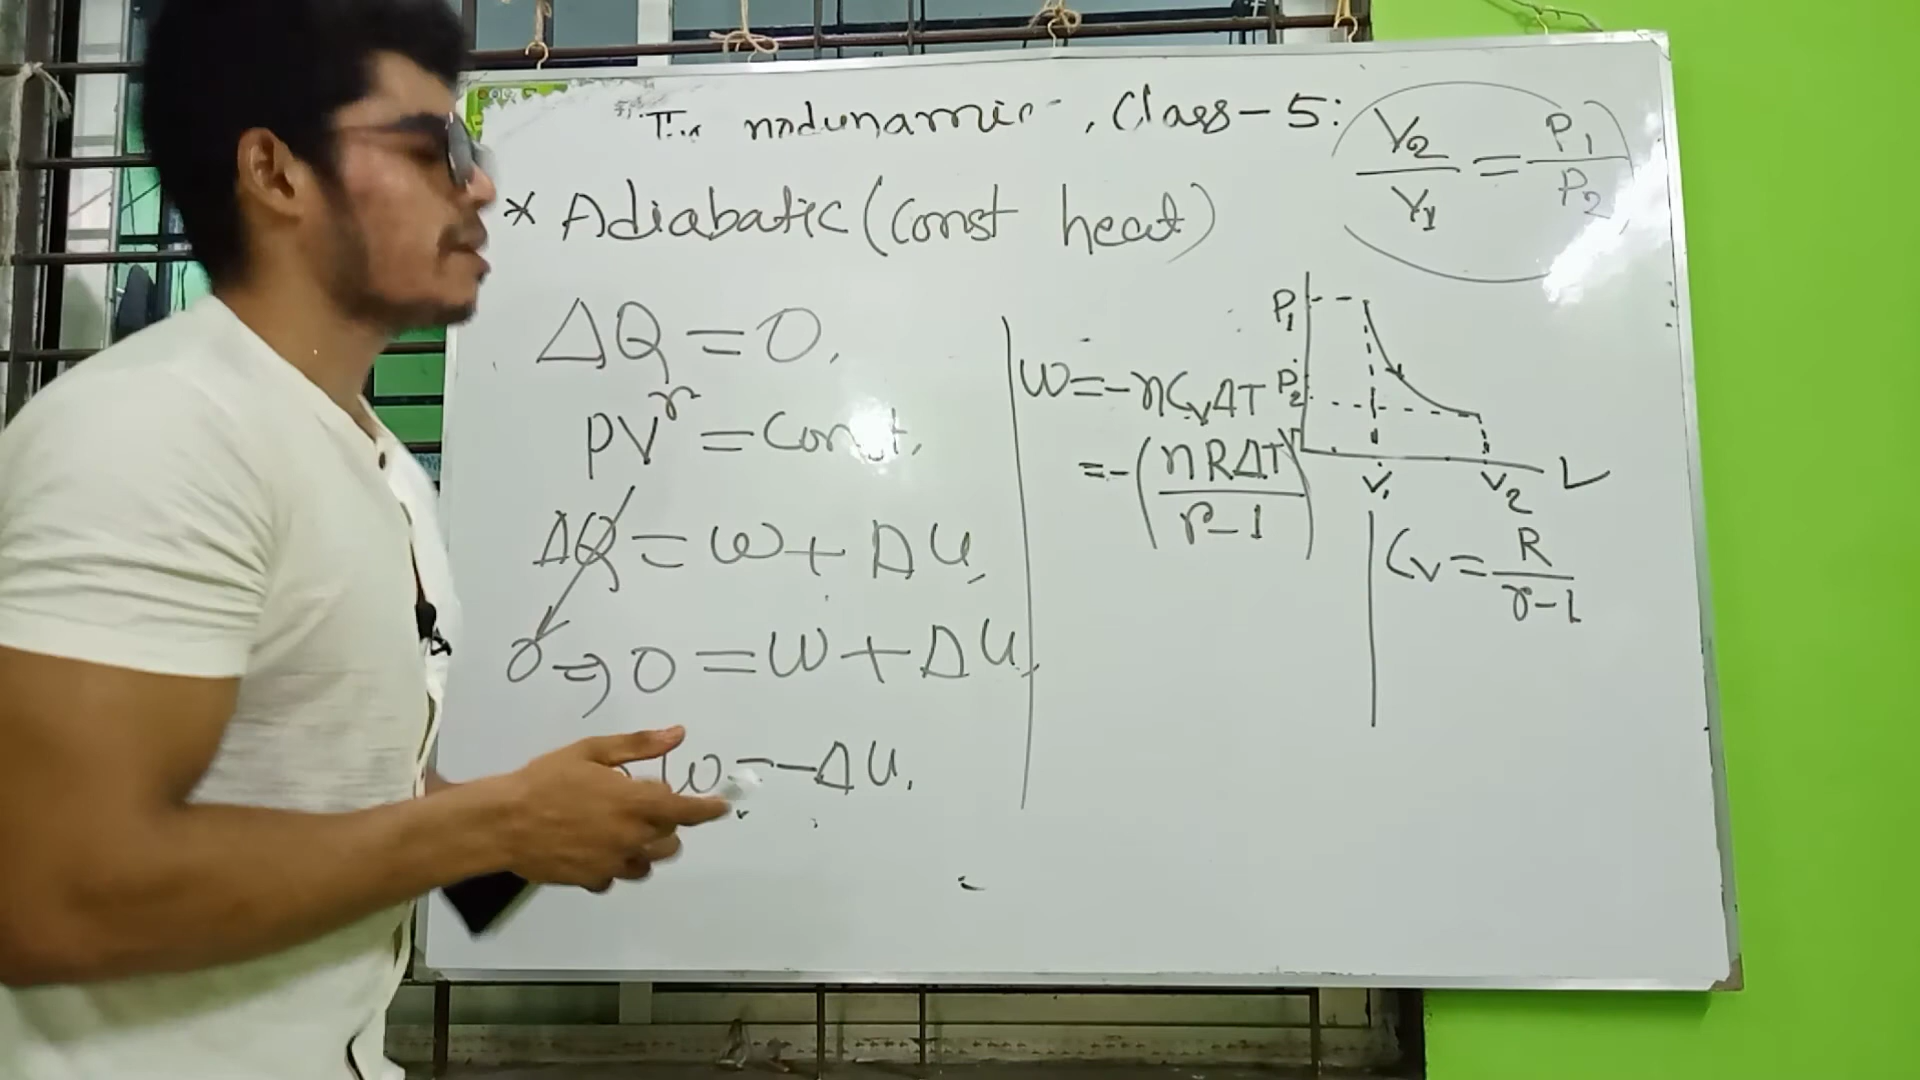 Class-5:
V2/V1 = P1/P2
* Adiabatic (const heat)
ΔQ = 0,
PV^γ = Const,
ΔQ = W + ΔU,
0 ⇒ 0 = W + ΔU,
W = -ΔU,
W = -nCvΔT
= -(nRΔT/γ-1)
P1
P2
V1
V2
V
Cv = R/γ-1